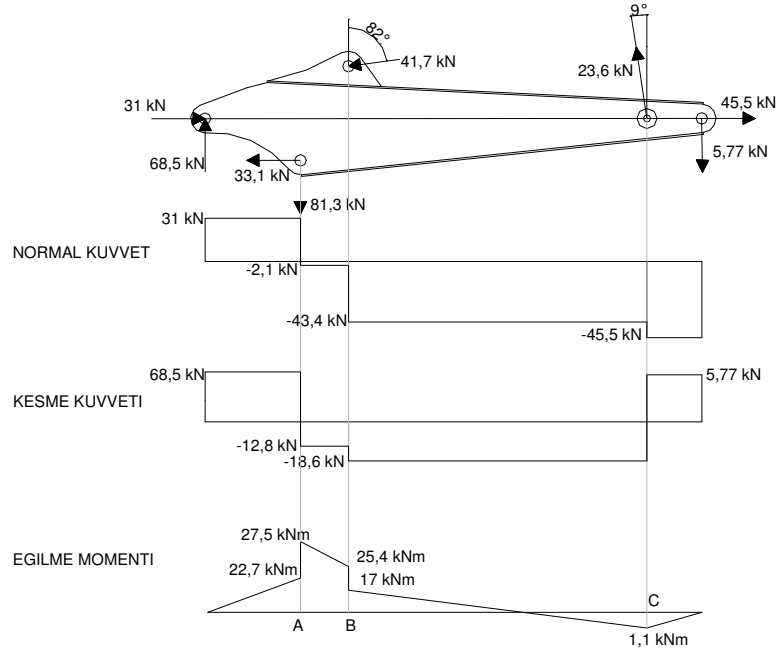 9°
82°
41,7 kN
23,6 kN
31 kN
45,5 kN
68,5 kN
33,1 kN
5,77 kN
81,3 kN
31 kN
NORMAL KUVVET
-2,1 kN
-43,4 kN
-45,5 kN
68,5 kN
5,77 kN
KESME KUVVETI
-12,8 kN
-18,6 kN
27,5 kNm
EGILME MOMENTI
25,4 kNm
22,7 kNm
17 kNm
C
A
B
1,1 kNm